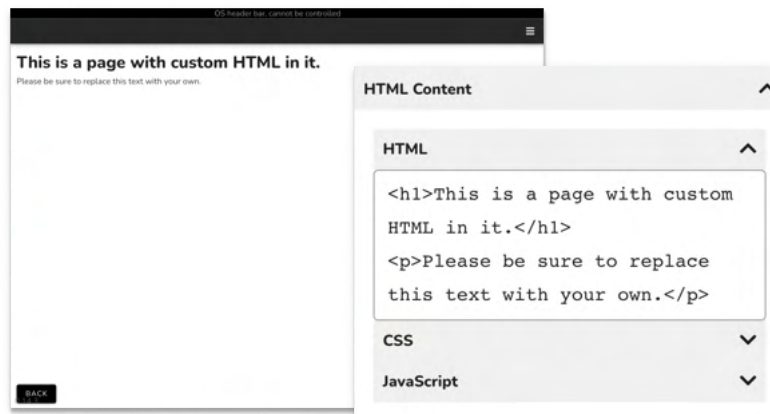 OS header bar, cannot be controlled
This is a page with custom HTML in it.
Please be sure to replace this text with your own.
BACK
HTML Content
HTML
<h1>This is a page with custom
HTML in it.</h1>
<p>Please be sure to replace
this text with your own.</p>
CSS
JavaScript